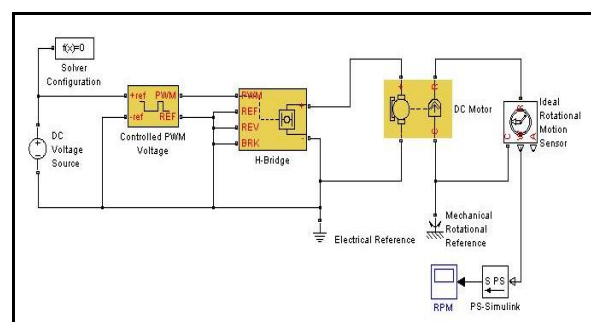 f(x)=0
Solver
Configuration
DC
Voltage
Source
+ref PWM
-ref REF
Controlled PWM
Voltage
PWM
REF
REV
BRK
+
-
H-Bridge
+
-
R
C
DC Motor
R
W
C
A
Ideal
Rotational
Motion
Sensor
Electrical Reference
Mechanical
Rotational
Reference
RPM
S PS
PS-Simulink